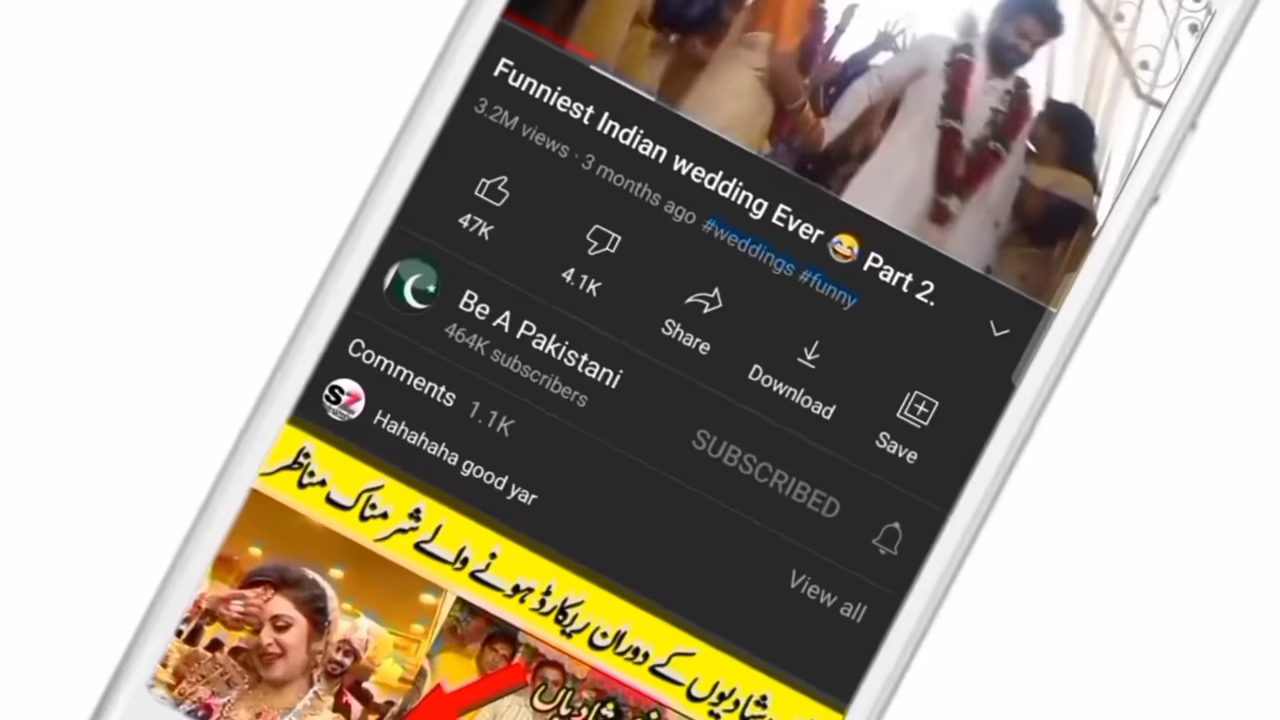 Funniest Indian wedding Ever 😂 Part 2.
3.2M views · 3 months ago #weddings #funny
47K
4.1K
Share
Download
Save
Be A Pakistani
464K subscribers
SUBSCRIBED
Comments 1.1K
View all
S7
Hahahaha good yar
شادیوں کے دوران ریکارڈ ہونے والے شرمناک مناظر
شادیاں